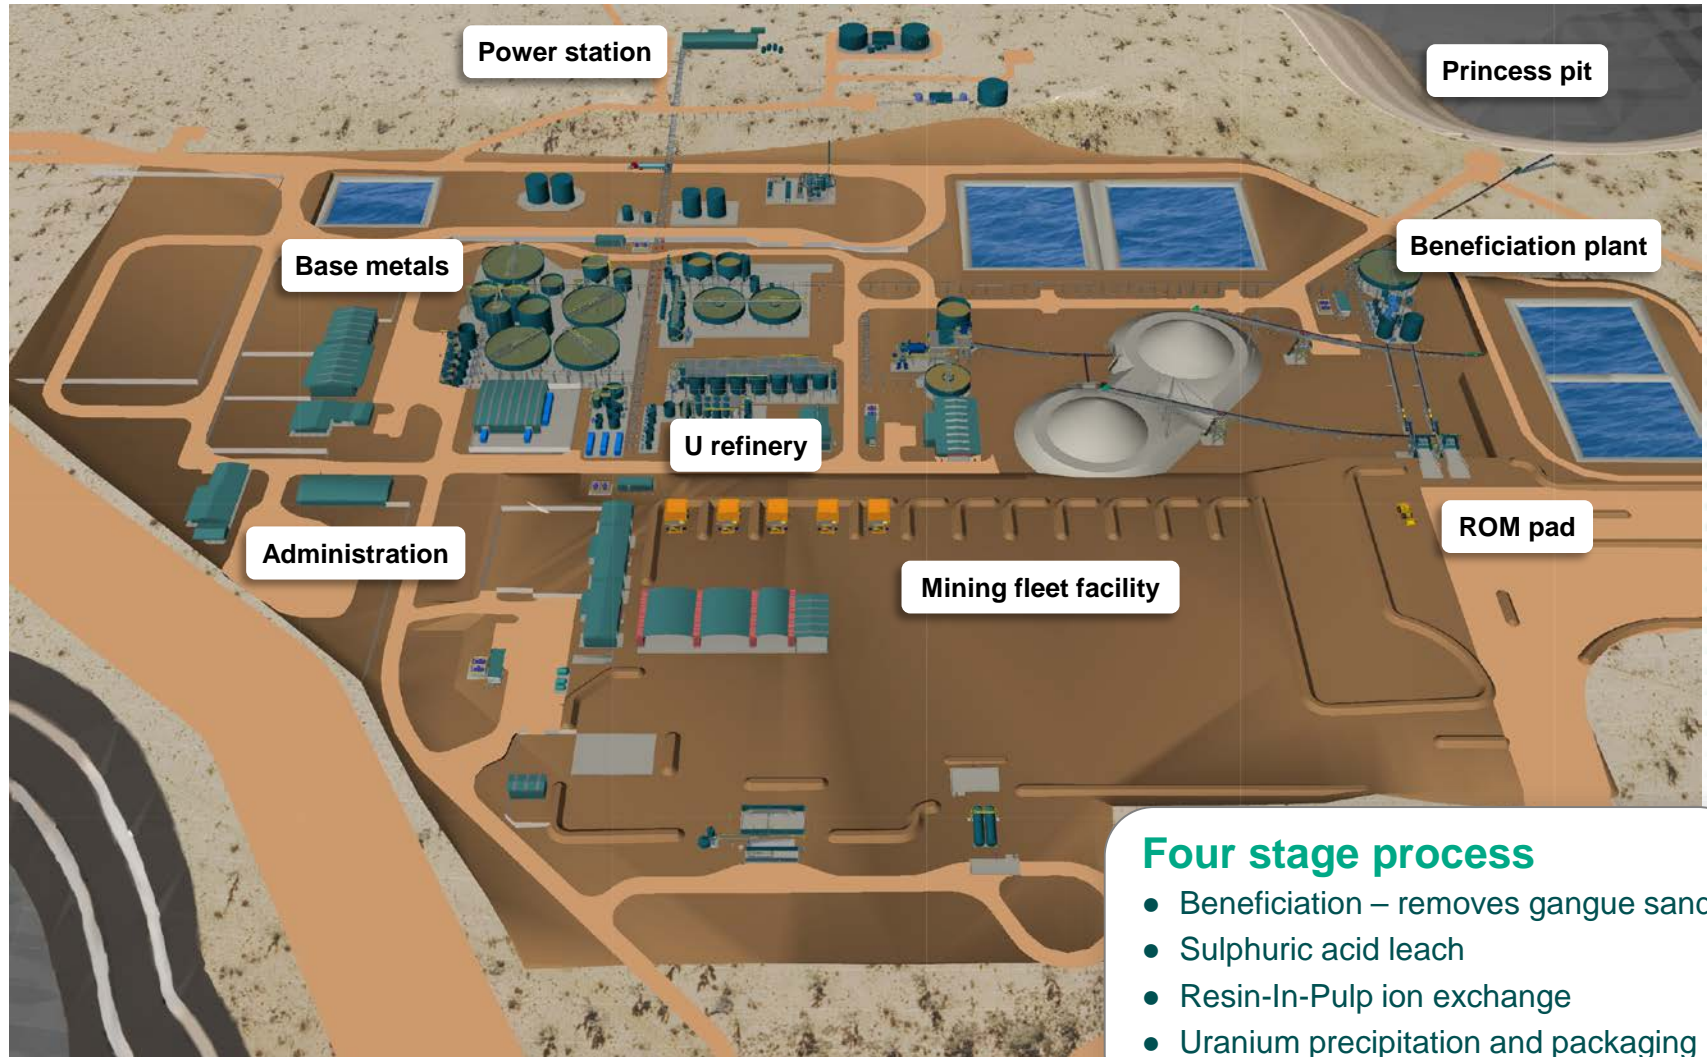 Power station
Princess pit
Base metals
Beneficiation plant
U refinery
Administration
ROM pad
Mining fleet facility
Four stage process
● Beneficiation – removes gangue sand
● Sulphuric acid leach
● Resin-In-Pulp ion exchange
● Uranium precipitation and packaging